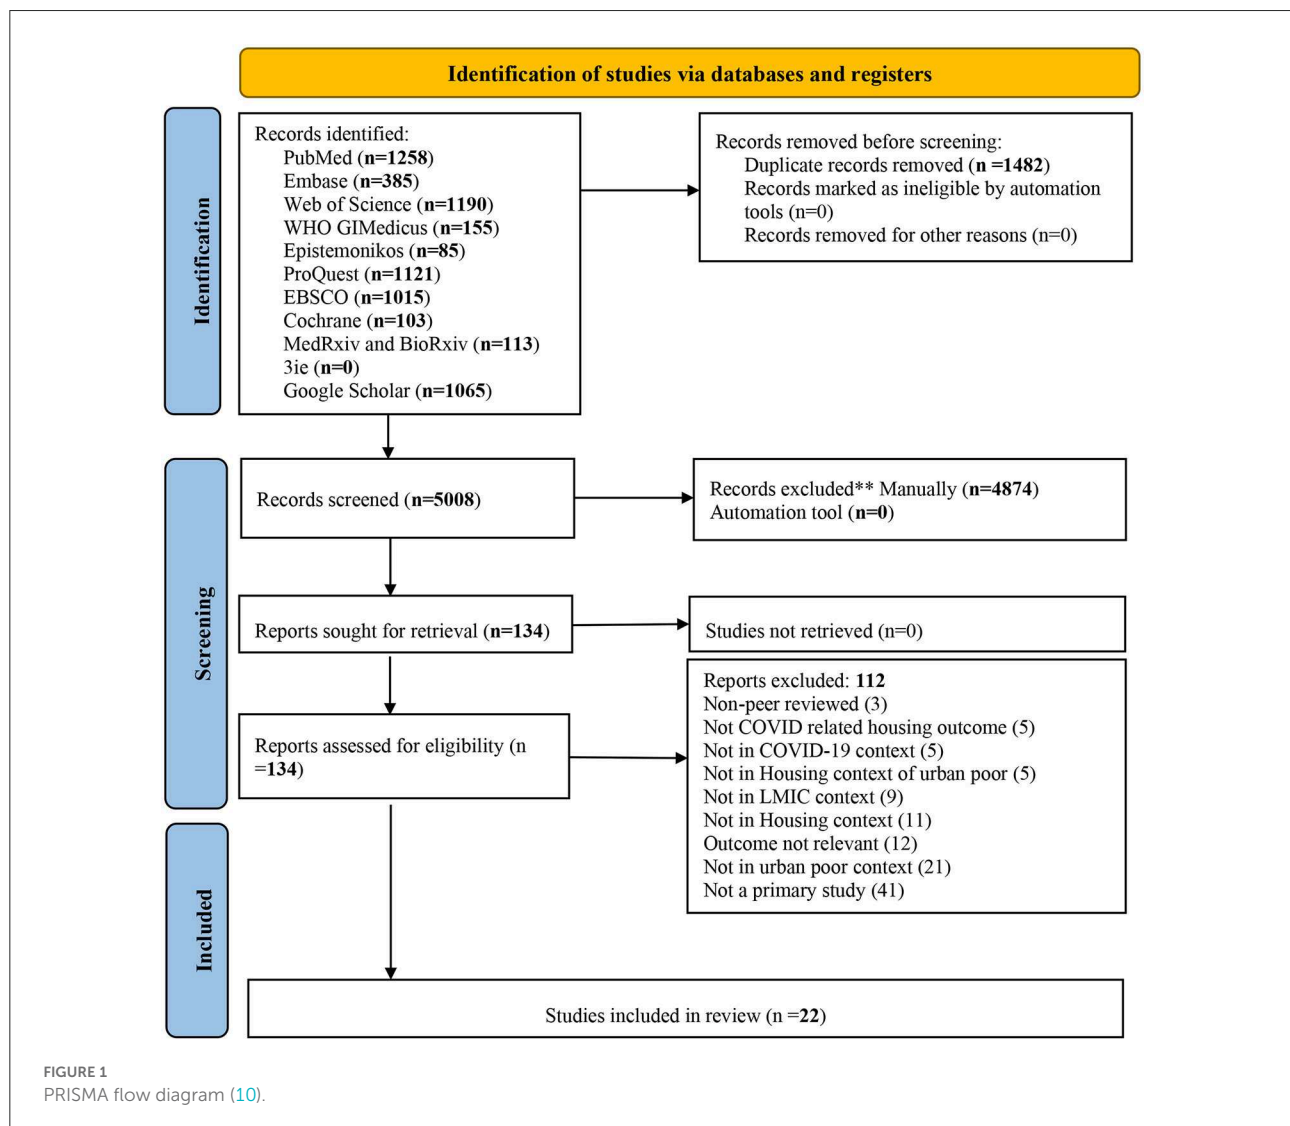 Identification of studies via databases and registers
Identification
Records identified:
PubMed (n=1258)
Embase (n=385)
Web of Science (n=1190)
WHO GIMedicus (n=155)
Epistemonikos (n=85)
ProQuest (n=1121)
EBSCO (n=1015)
Cochrane (n=103)
MedRxiv and BioRxiv (n=113)
3ie (n=0)
Google Scholar (n=1065)
Records removed before screening:
Duplicate records removed (n =1482)
Records marked as ineligible by automation
tools (n=0)
Records removed for other reasons (n=0)
Screening
Records screened (n=5008)
Records excluded** Manually (n=4874)
Automation tool (n=0)
Reports sought for retrieval (n=134)
Studies not retrieved (n=0)
Reports assessed for eligibility (n
=134)
Reports excluded: 112
Non-peer reviewed (3)
Not COVID related housing outcome (5)
Not in COVID-19 context (5)
Not in Housing context of urban poor (5)
Not in LMIC context (9)
Not in Housing context (11)
Outcome not relevant (12)
Not in urban poor context (21)
Not a primary study (41)
Included
Studies included in review (n =22)
FIGURE 1
PRISMA flow diagram (10).